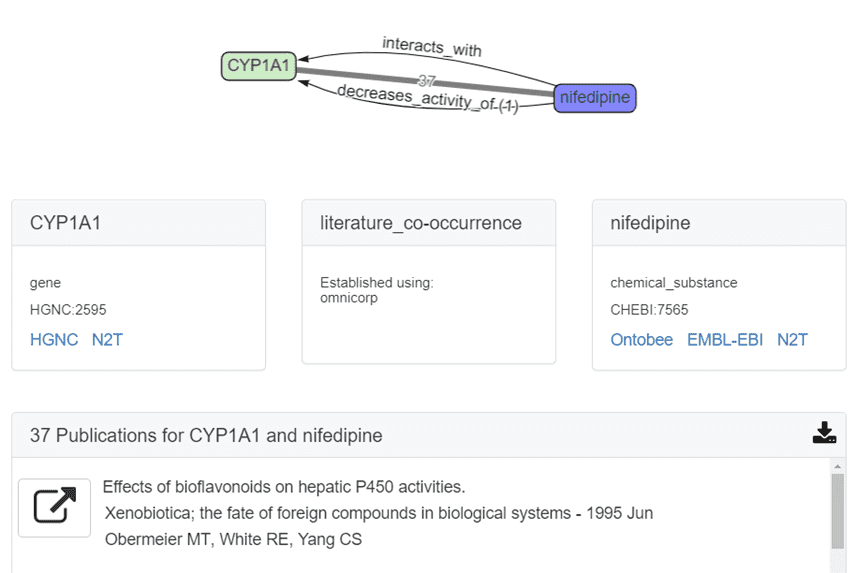 interacts_with
CYP1A1
37
decreases_activity_of (1)
nifedipine
CYP1A1
gene
HGNC:2595
HGNC N2T
literature_co-occurrence
Established using:
omnicorp
nifedipine
chemical_substance
CHEBI:7565
Ontobee EMBL-EBI N2T
37 Publications for CYP1A1 and nifedipine
Effects of bioflavonoids on hepatic P450 activities.
Xenobiotica; the fate of foreign compounds in biological systems - 1995 Jun
Obermeier MT, White RE, Yang CS